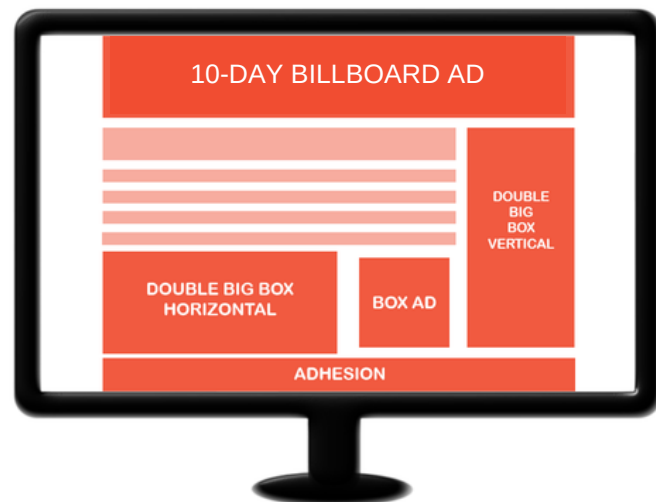 10-DAY BILLBOARD AD
DOUBLE
BIG
BOX
VERTICAL
DOUBLE BIG BOX
HORIZONTAL
BOX AD
ADHESION